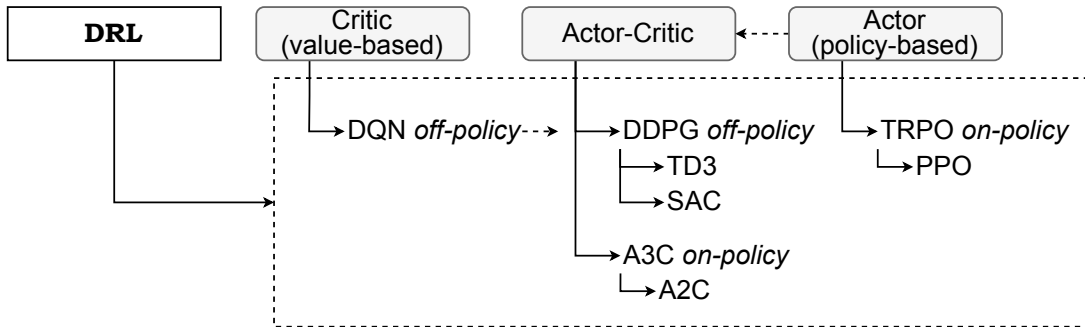 DRL
Critic
(value-based)
Actor-Critic
Actor
(policy-based)
DQN off-policy
DDPG off-policy
TRPO on-policy
TD3
PPO
SAC
A3C on-policy
A2C